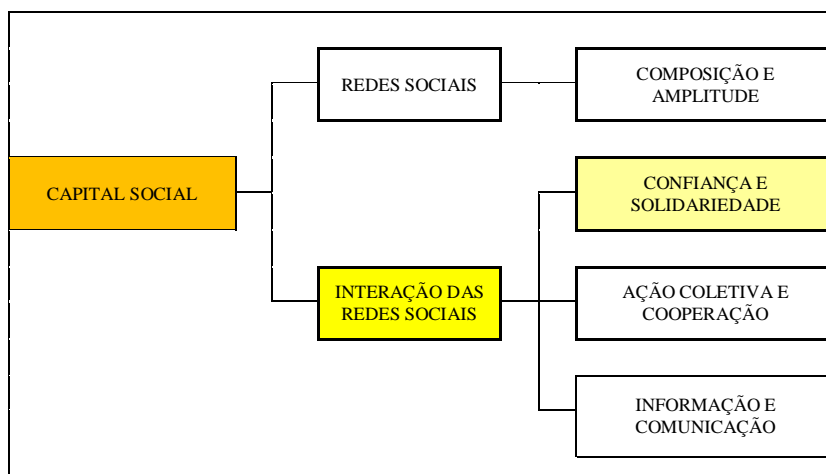 REDES SOCIAIS
COMPOSIÇÃO E
AMPLITUDE
CAPITAL SOCIAL
CONFIANÇA E
SOLIDARIEDADE
INTERAÇÃO DAS
REDES SOCIAIS
AÇÃO COLETIVA E
COOPERAÇÃO
INFORMAÇÃO E
COMUNICAÇÃO